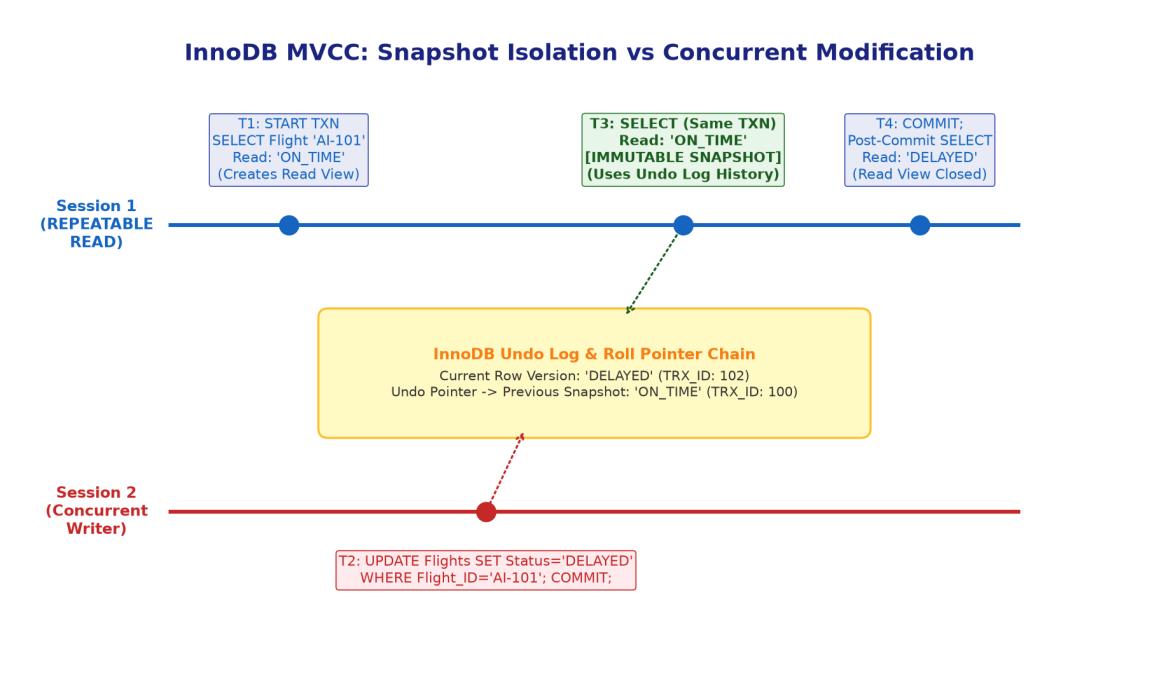 InnoDB MVCC: Snapshot Isolation vs Concurrent Modification
T1: START TXN
SELECT Flight 'AI-101'
Read: 'ON_TIME'
(Creates Read View)
T3: SELECT (Same TXN)
Read: 'ON_TIME'
[IMMUTABLE SNAPSHOT]
(Uses Undo Log History)
T4: COMMIT;
Post-Commit SELECT
Read: 'DELAYED'
(Read View Closed)
Session 1
(REPEATABLE
READ)
InnoDB Undo Log & Roll Pointer Chain
Current Row Version: 'DELAYED' (TRX_ID: 102)
Undo Pointer -> Previous Snapshot: 'ON_TIME' (TRX_ID: 100)
Session 2
(Concurrent
Writer)
T2: UPDATE Flights SET Status='DELAYED'
WHERE Flight_ID='AI-101'; COMMIT;